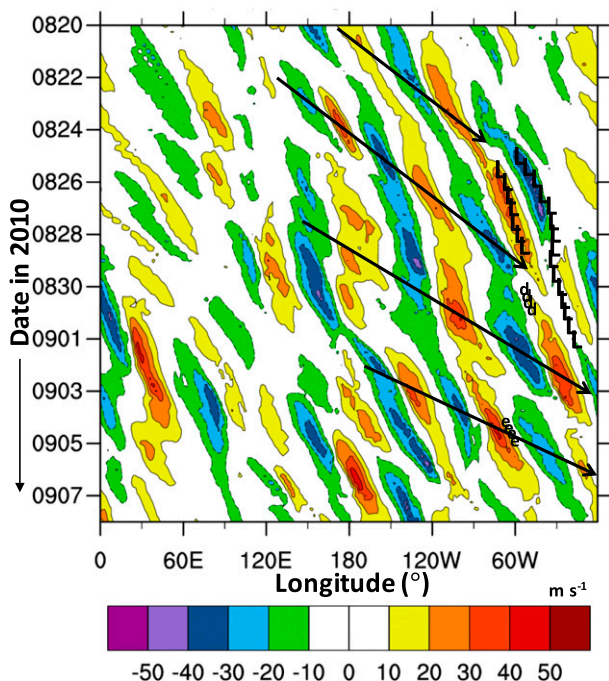 Date in 2010
0820
0822
0824
0826
0828
0830
0901
0903
0905
0907
L L L L L L L L L L L L L L L L L L
d d d d
e e e e
0 60E 120E 180 120W 60W
Longitude (°)
m s⁻¹
-50 -40 -30 -20 -10 0 10 20 30 40 50